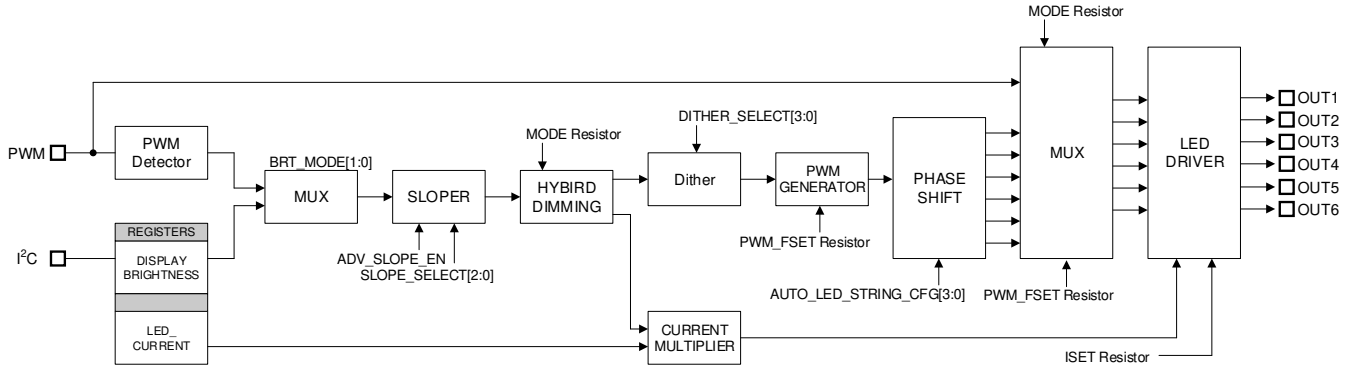 MODE Resistor
PWM
PWM
Detector
BRT_MODE[1:0]
MUX
SLOPER
ADV_SLOPE_EN
SLOPE_SELECT[2:0]
MODE Resistor
HYBIRD
DIMMING
DITHER_SELECT[3:0]
Dither
PWM
GENERATOR
PWM_FSET Resistor
PHASE
SHIFT
AUTO_LED_STRING_CFG[3:0]
MUX
PWM_FSET Resistor
LED
DRIVER
OUT1
OUT2
OUT3
OUT4
OUT5
OUT6
I²C
REGISTERS
DISPLAY
BRIGHTNESS
LED_
CURRENT
CURRENT
MULTIPLIER
ISET Resistor